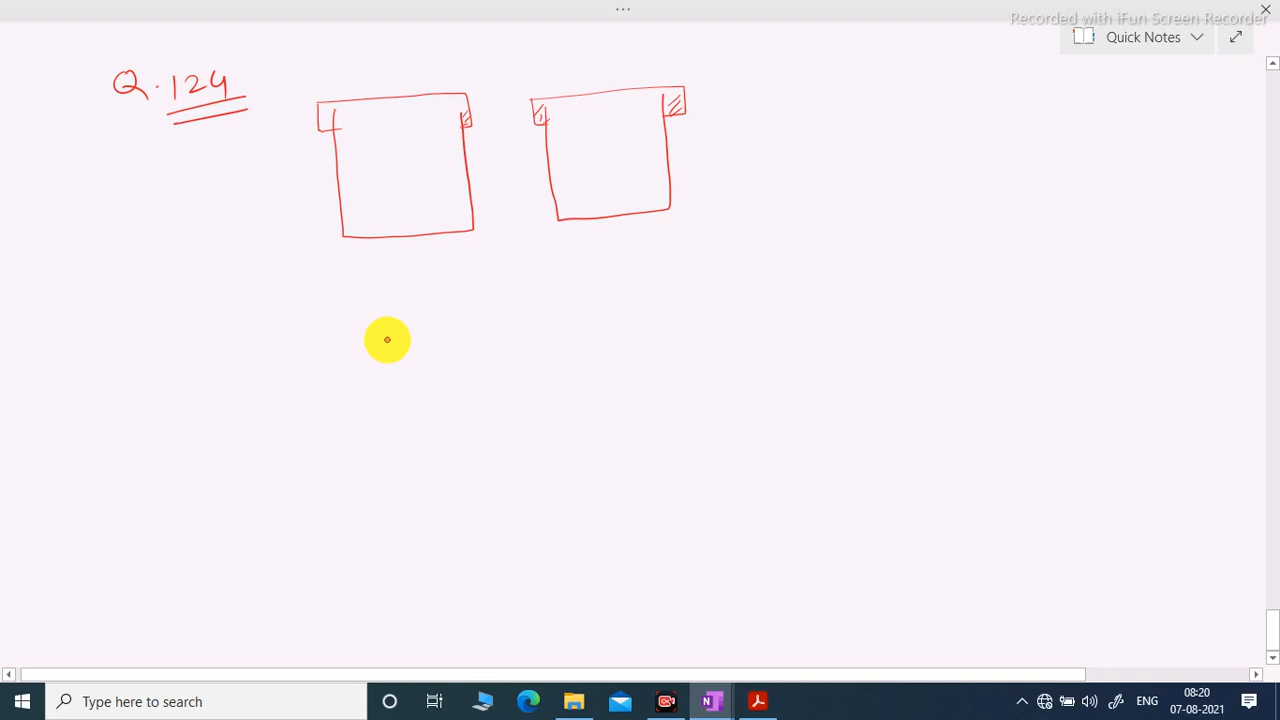 ...
Recorded with iFun Screen Recorder
Quick Notes
Q.124
Type here to search
ENG
08:20
07-08-2021